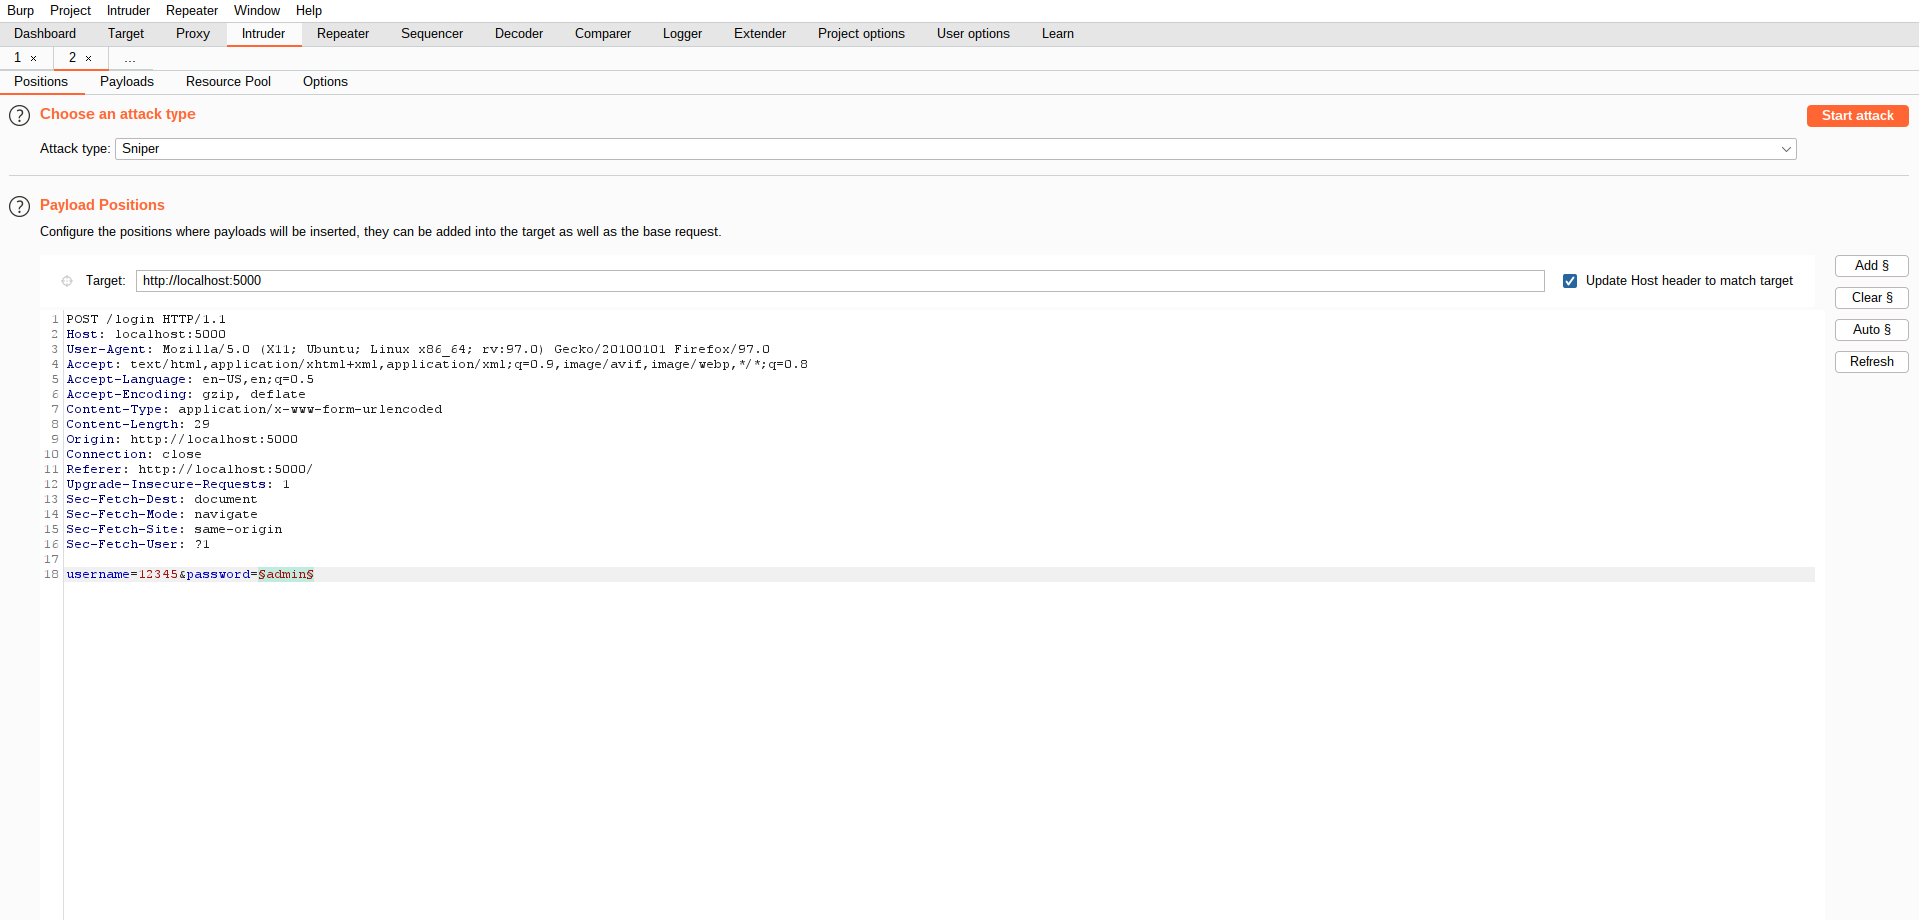 Burp Project Intruder Repeater Window Help
Dashboard Target Proxy Intruder Repeater Sequencer Decoder Comparer Logger Extender Project options User options Learn
1 × 2 × ...
Positions Payloads Resource Pool Options
? Choose an attack type Start attack
Attack type: Sniper
? Payload Positions
Configure the positions where payloads will be inserted, they can be added into the target as well as the base request.
Add §
Target: http://localhost:5000 Update Host header to match target
Clear §
Auto §
Refresh
1 POST /login HTTP/1.1
2 Host: localhost:5000
3 User-Agent: Mozilla/5.0 (X11; Ubuntu; Linux x86_64; rv:97.0) Gecko/20100101 Firefox/97.0
4 Accept: text/html,application/xhtml+xml,application/xml;q=0.9,image/avif,image/webp,*/*;q=0.8
5 Accept-Language: en-US,en;q=0.5
6 Accept-Encoding: gzip, deflate
7 Content-Type: application/x-www-form-urlencoded
8 Content-Length: 29
9 Origin: http://localhost:5000
10 Connection: close
11 Referer: http://localhost:5000/
12 Upgrade-Insecure-Requests: 1
13 Sec-Fetch-Dest: document
14 Sec-Fetch-Mode: navigate
15 Sec-Fetch-Site: same-origin
16 Sec-Fetch-User: ?1
17
18 username=12345&password=§admin§